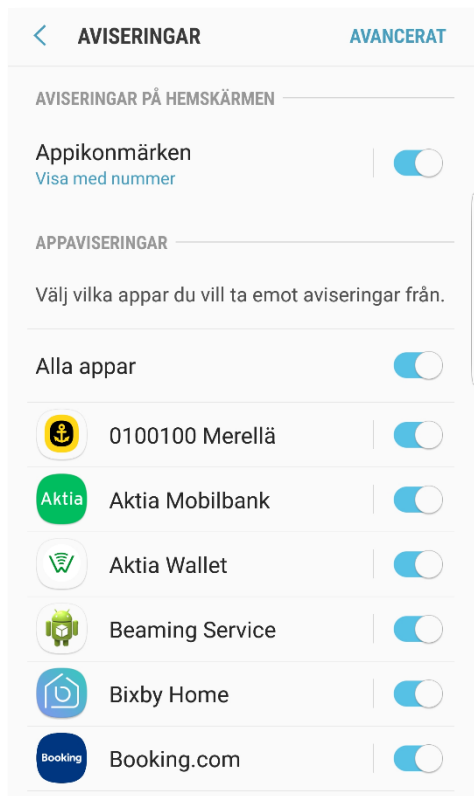 AVISERINGAR
AVANCERAT
AVISERINGAR PÅ HEMSKÄRMEN
Appikonmärken
Visa med nummer
APPAVISERINGAR
Välj vilka appar du vill ta emot aviseringar från.
Alla appar
0100100 Merellä
Aktia
Aktia Mobilbank
Aktia Wallet
Beaming Service
Bixby Home
Booking
Booking.com